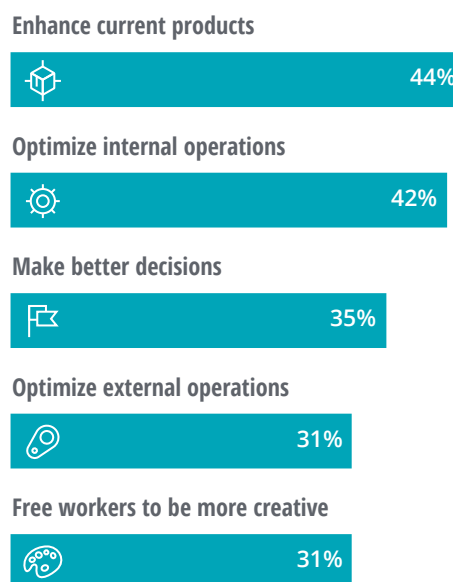 Enhance current products
44%
Optimize internal operations
42%
Make better decisions
35%
Optimize external operations
31%
Free workers to be more creative
31%